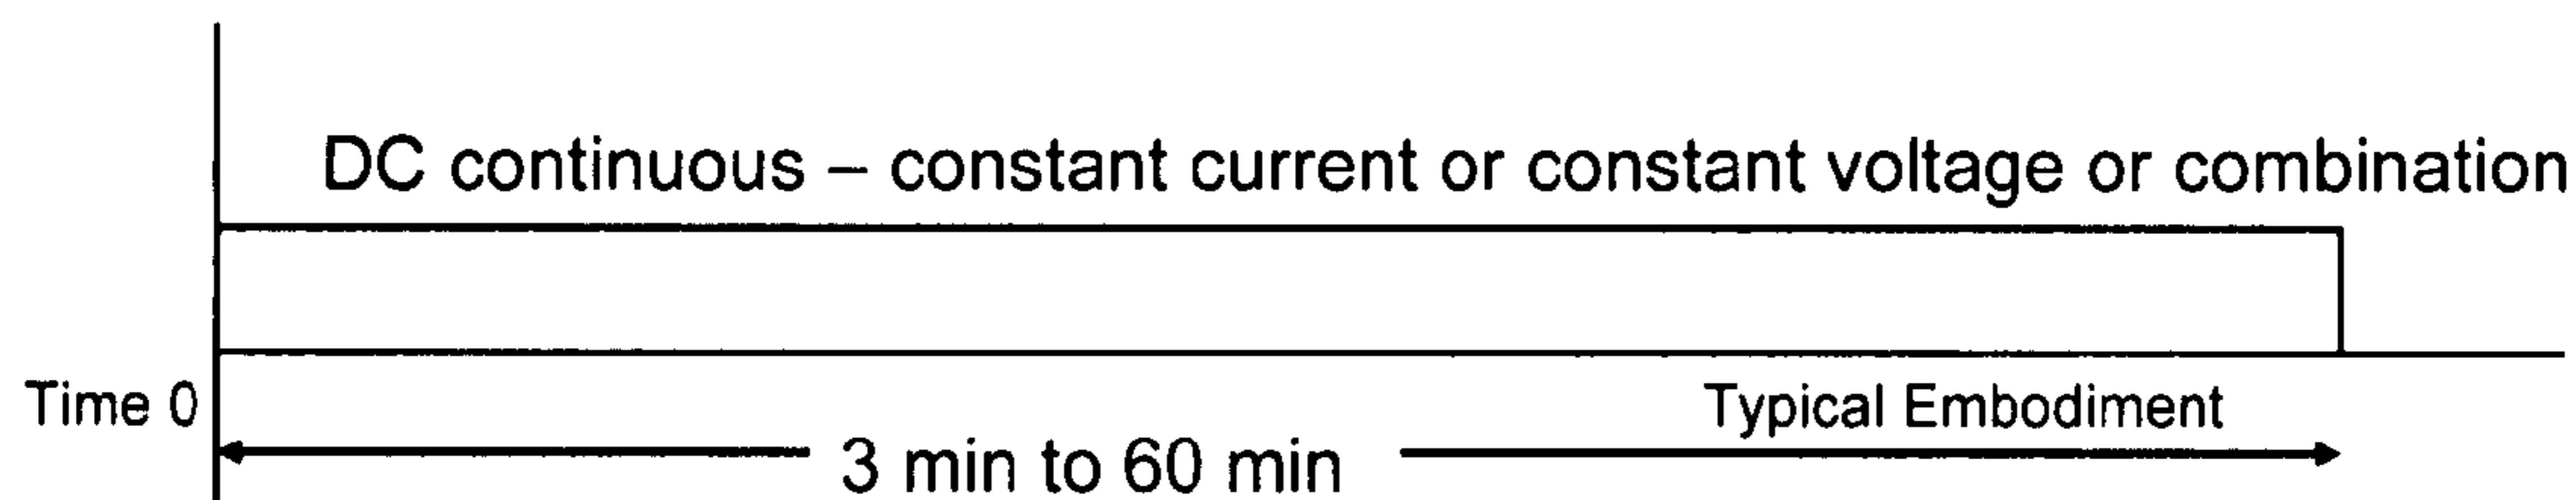 DC continuous – constant current or constant voltage or combination
Time 0
Typical Embodiment
3 min to 60 min